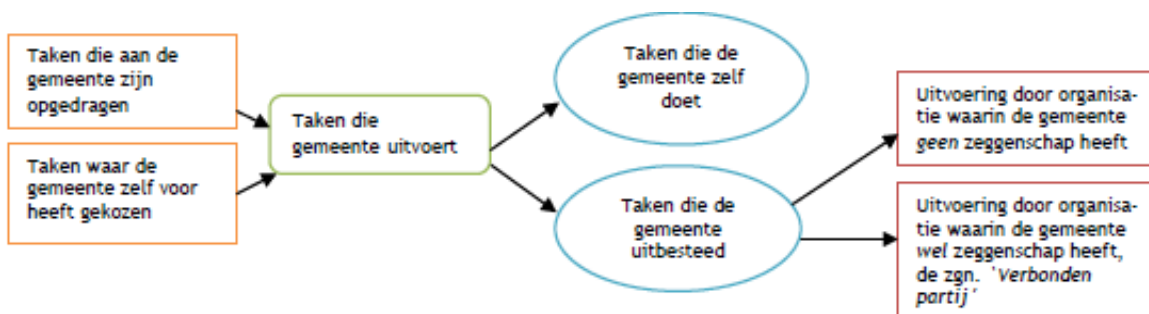 Taken die aan de
gemeente zijn
opgedragen
Taken waar de
gemeente zelf voor
heeft gekozen
Taken die
gemeente uitvoert
Taken die de
gemeente zelf
doet
Taken die de
gemeente
uitbesteed
Uitvoering door organisa-
tie waarin de gemeente
geen zeggenschap heeft
Uitvoering door organisa-
tie waarin de gemeente
wel zeggenschap heeft,
de zgn. 'Verbonden
partij'